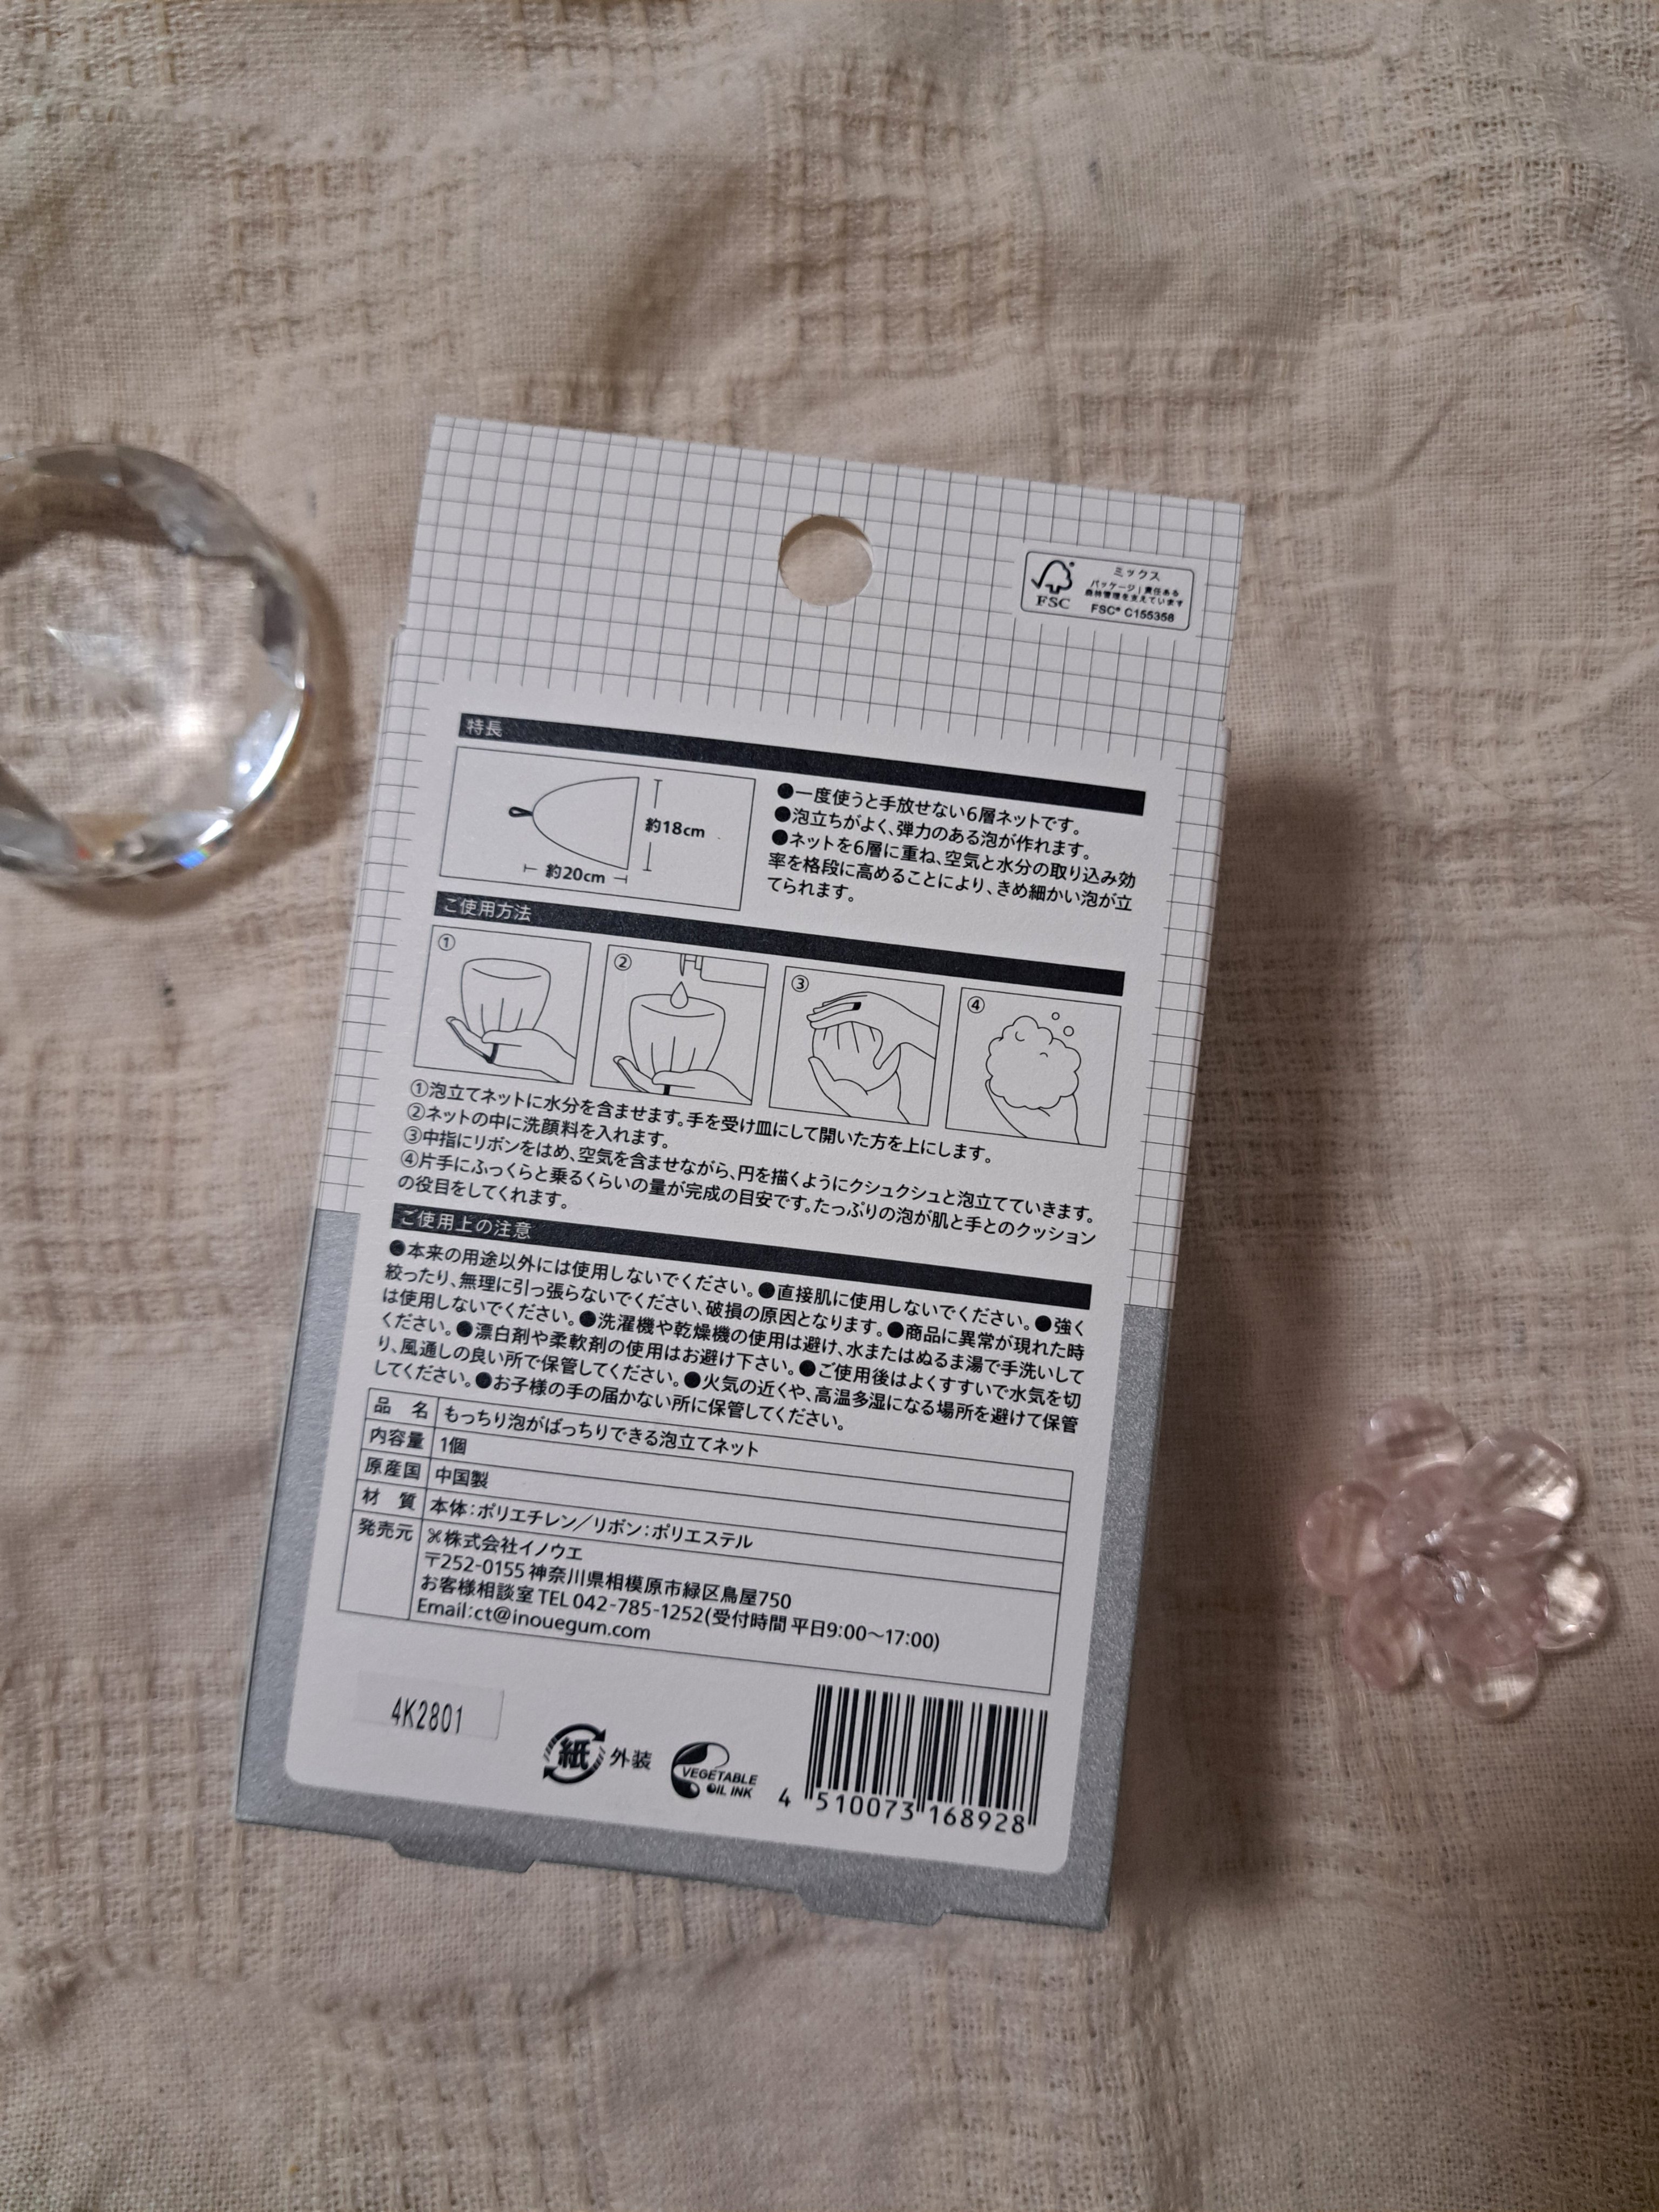 ミックス
パッケージ|責任ある
森林管理を支えています
FSC
FSC® C155358
特長
約18cm
約20cm
●一度使うと手放せない6層ネットです。
●泡立ちがよく、弾力のある泡が作れます。
●ネットを6層に重ね、空気と水分の取り込み効
率を格段に高めることにより、きめ細かい泡が立
てられます。
ご使用方法
①
②
③
④
①泡立てネットに水分を含ませます。手を受け皿にして開いた方を上にします。
②ネットの中に洗顔料を入れます。
③中指にリボンをはめ、空気を含ませながら、円を描くようにクシュクシュと泡立てていきます。
④片手にふっくらと乗るくらいの量が完成の目安です。たっぷりの泡が肌と手とのクッション
の役目をしてくれます。
ご使用上の注意
●本来の用途以外には使用しないでください。●直接肌に使用しないでください。●強く
絞ったり、無理に引っ張らないでください、破損の原因となります。●商品に異常が現れた時
は使用しないでください。●洗濯機や乾燥機の使用は避け、水またはぬるま湯で手洗いして
ください。●漂白剤や柔軟剤の使用はお避け下さい。●ご使用後はよくすすいで水気を切
り、風通しの良い所で保管してください。●火気の近くや、高温多湿になる場所を避けて保管
してください。●お子様の手の届かない所に保管してください。
品 名 もっちり泡がばっちりできる泡立てネット
内容量 1個
原産国 中国製
材 質 本体:ポリエチレン/リボン:ポリエステル
発売元 株式会社イノウエ
〒252-0155 神奈川県相模原市緑区鳥屋750
お客様相談室 TEL 042-785-1252(受付時間 平日9:00～17:00)
Email:ct@inouegum.com
4K2801
紙 外装
VEGETABLE
OIL INK
4 510073 168928